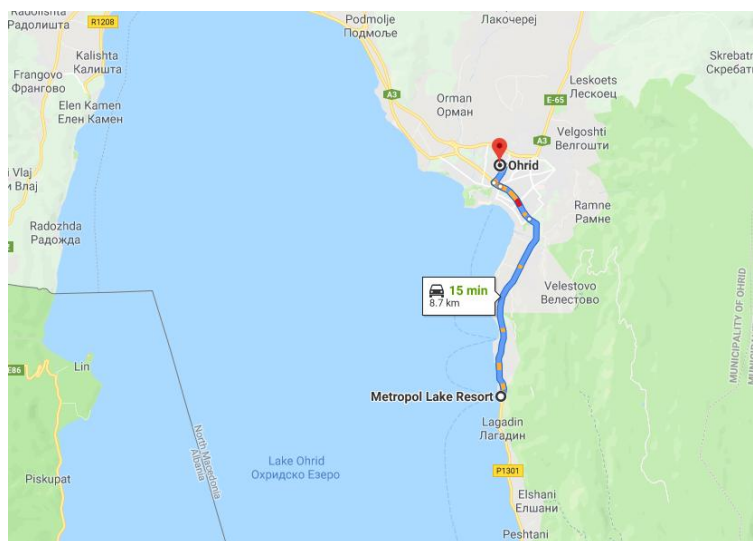 Radolishta
Радолишта
R1208
Kalishta
Калишта
Frangovo
Франгово
Elen Kamen
Елен Камен
Vlaj
и Влај
Radozhda
Радожда
Lin
E86
Piskupat
North Macedonia
Albania
Lake Ohrid
Охридско Езеро
Podmolje
Подмоље
Лакочереј
A3
Orman
Орман
Leskoets
Лескоец
E-65
A3
Velgoshti
Велгошти
Skrebatn
Скребатн
Ohrid
Ramne
Рамне
15 min
8.7 km
Velestovo
Велестово
MUNICIPALITY OF OHRID
Metropol Lake Resort
Lagadin
Лагадин
P1301
Elshani
Елшани
Peshtani